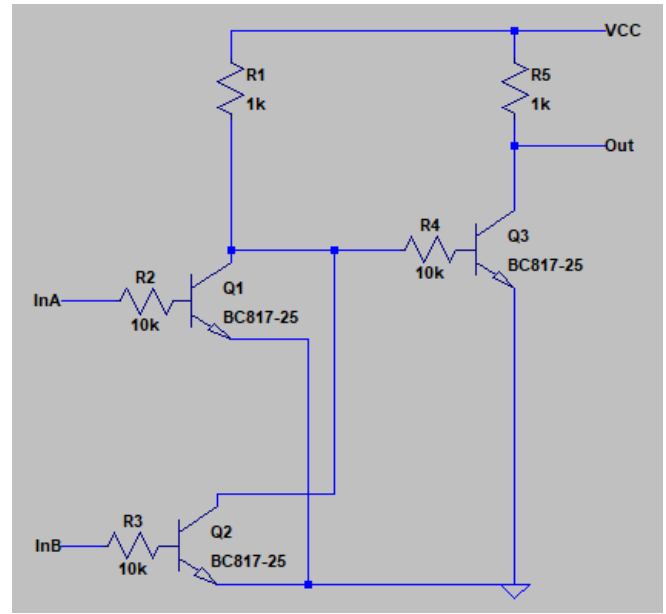 VCC
R1
1k
R5
1k
Out
R4
10k
Q3
BC817-25
R2
10k
InA
Q1
BC817-25
R3
10k
InB
Q2
BC817-25